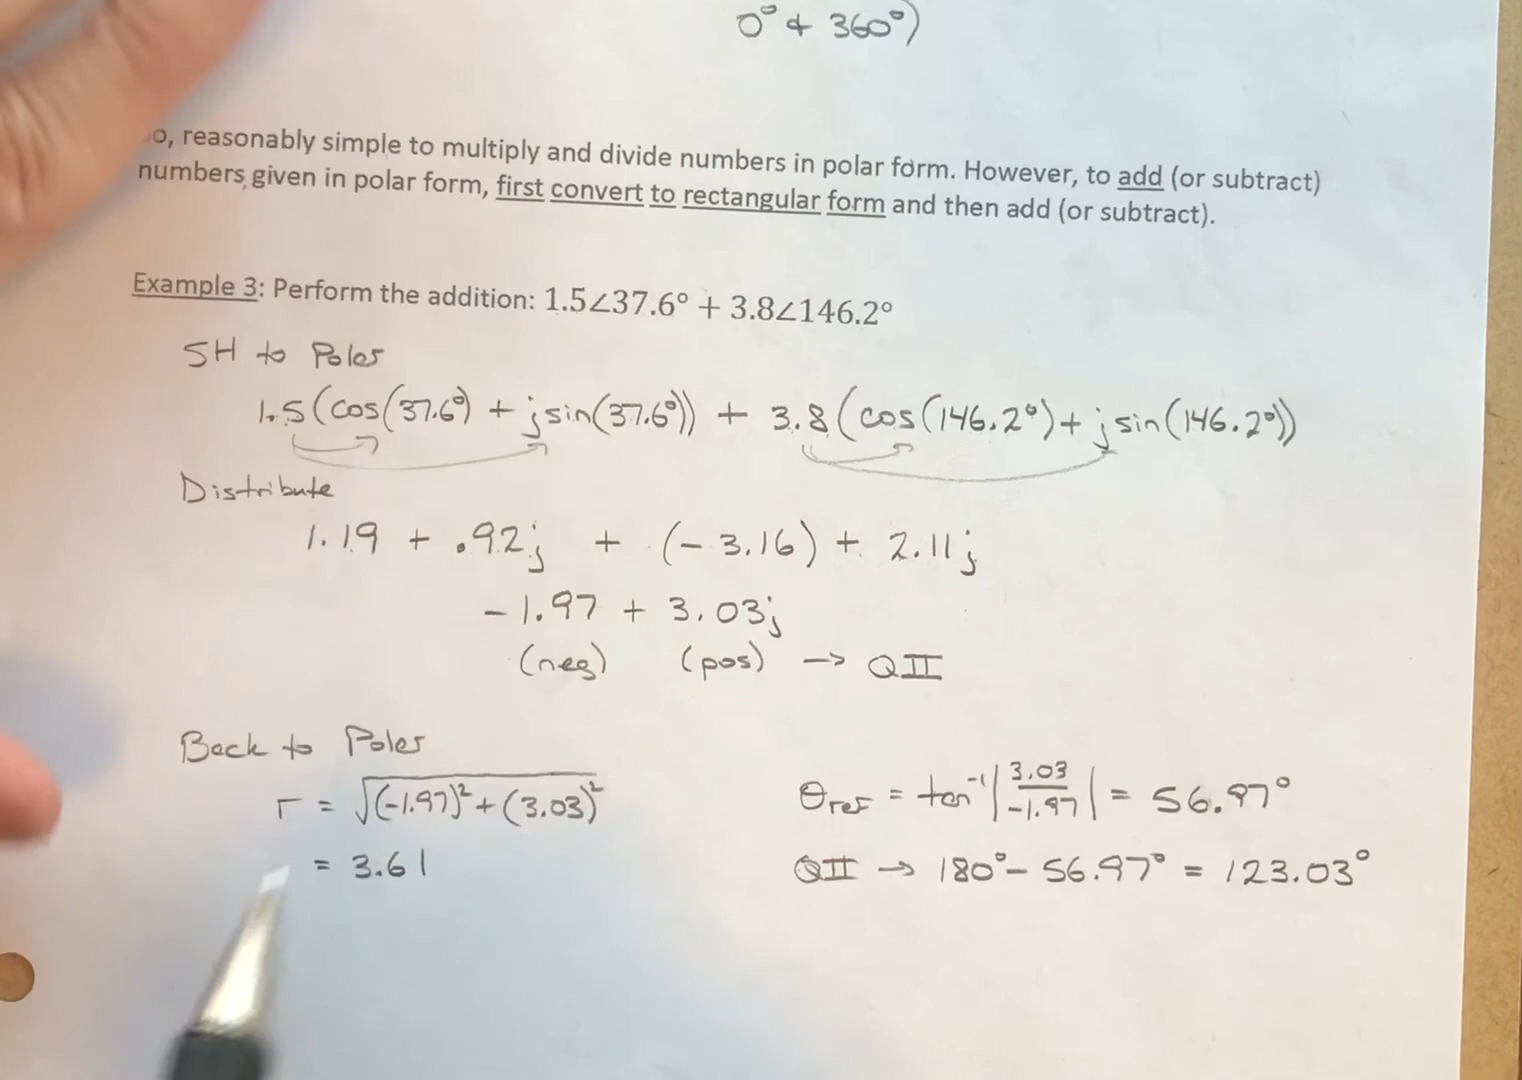 0° & 360°)
o, reasonably simple to multiply and divide numbers in polar form. However, to add (or subtract)
numbers given in polar form, first convert to rectangular form and then add (or subtract).
Example 3: Perform the addition: 1.5∠37.6° + 3.8∠146.2°
SH to Polar
1.5(cos(37.6°) + jsin(37.6°)) + 3.8(cos(146.2°)+ jsin(146.2°))
Distribute
1.19 + .92j + (-3.16) + 2.11j
-1.97 + 3.03j
(neg) (pos) → QII
Back to Polar
r = √(-1.97)² + (3.03)²
= 3.61
θref = tan⁻¹|3.03/-1.97| = 56.97°
QII → 180° - 56.97° = 123.03°